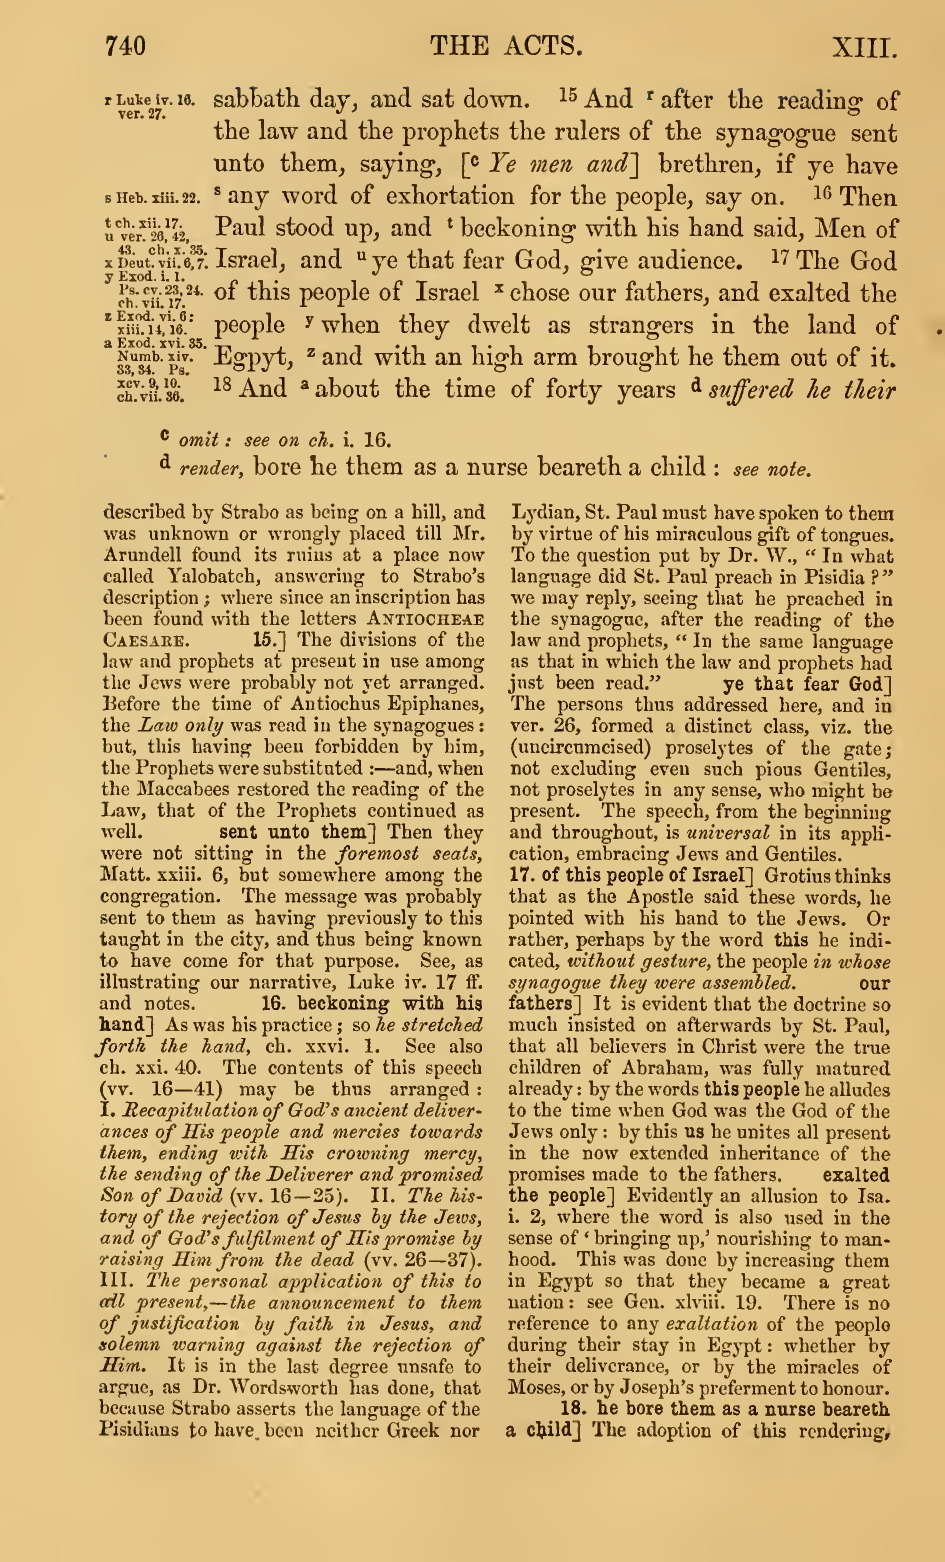 740 THE ACTS. XIII.
r Luke iv. 16.
ver. 27.
s Heb. xiii. 22.
t ch. xii. 17.
u ver. 26, 42,
43. ch. x. 35.
x Deut. vii. 6, 7.
y Exod. i. 1.
Ps. cv. 23, 24.
ch. vii. 17.
z Exod. vi. 6:
xiii. 14, 16.
a Exod. xvi. 35.
Numb. xiv.
33, 34. Ps.
xcv. 9, 10.
ch. vii. 36.
sabbath day, and sat down. 15 And r after the reading of
the law and the prophets the rulers of the synagogue sent
unto them, saying, [c Ye men and] brethren, if ye have
s any word of exhortation for the people, say on. 16 Then
Paul stood up, and t beckoning with his hand said, Men of
Israel, and u ye that fear God, give audience. 17 The God
of this people of Israel x chose our fathers, and exalted the
people y when they dwelt as strangers in the land of
Egpyt, z and with an high arm brought he them out of it.
18 And a about the time of forty years d suffered he their
c omit : see on ch. i. 16.
d render, bore he them as a nurse beareth a child : see note.
described by Strabo as being on a hill, and
was unknown or wrongly placed till Mr.
Arundell found its ruins at a place now
called Yalobatch, answering to Strabo's
description ; where since an inscription has
been found with the letters ANTIOCHEAE
CAESARE. 15.] The divisions of the
law and prophets at present in use among
the Jews were probably not yet arranged.
Before the time of Antiochus Epiphanes,
the Law only was read in the synagogues :
but, this having been forbidden by him,
the Prophets were substituted :—and, when
the Maccabees restored the reading of the
Law, that of the Prophets continued as
well. sent unto them] Then they
were not sitting in the foremost seats,
Matt. xxiii. 6, but somewhere among the
congregation. The message was probably
sent to them as having previously to this
taught in the city, and thus being known
to have come for that purpose. See, as
illustrating our narrative, Luke iv. 17 ff.
and notes. 16. beckoning with his
hand] As was his practice ; so he stretched
forth the hand, ch. xxvi. 1. See also
ch. xxi. 40. The contents of this speech
(vv. 16—41) may be thus arranged :
I. Recapitulation of God's ancient deliver-
ances of His people and mercies towards
them, ending with His crowning mercy,
the sending of the Deliverer and promised
Son of David (vv. 16—25). II. The his-
tory of the rejection of Jesus by the Jews,
and of God's fulfilment of His promise by
raising Him from the dead (vv. 26—37).
III. The personal application of this to
all present,—the announcement to them
of justification by faith in Jesus, and
solemn warning against the rejection of
Him. It is in the last degree unsafe to
argue, as Dr. Wordsworth has done, that
because Strabo asserts the language of the
Pisidians to have been neither Greek nor
Lydian, St. Paul must have spoken to them
by virtue of his miraculous gift of tongues.
To the question put by Dr. W., " In what
language did St. Paul preach in Pisidia ?"
we may reply, seeing that he preached in
the synagogue, after the reading of the
law and prophets, " In the same language
as that in which the law and prophets had
just been read." ye that fear God]
The persons thus addressed here, and in
ver. 26, formed a distinct class, viz. the
(uncircumcised) proselytes of the gate ;
not excluding even such pious Gentiles,
not proselytes in any sense, who might be
present. The speech, from the beginning
and throughout, is universal in its appli-
cation, embracing Jews and Gentiles.
17. of this people of Israel] Grotius thinks
that as the Apostle said these words, he
pointed with his hand to the Jews. Or
rather, perhaps by the word this he indi-
cated, without gesture, the people in whose
synagogue they were assembled. our
fathers] It is evident that the doctrine so
much insisted on afterwards by St. Paul,
that all believers in Christ were the true
children of Abraham, was fully matured
already : by the words this people he alludes
to the time when God was the God of the
Jews only : by this us he unites all present
in the now extended inheritance of the
promises made to the fathers. exalted
the people] Evidently an allusion to Isa.
i. 2, where the word is also used in the
sense of 'bringing up,' nourishing to man-
hood. This was done by increasing them
in Egypt so that they became a great
nation : see Gen. xlviii. 19. There is no
reference to any exaltation of the people
during their stay in Egypt : whether by
their deliverance, or by the miracles of
Moses, or by Joseph's preferment to honour.
18. he bore them as a nurse beareth
a child] The adoption of this rendering,